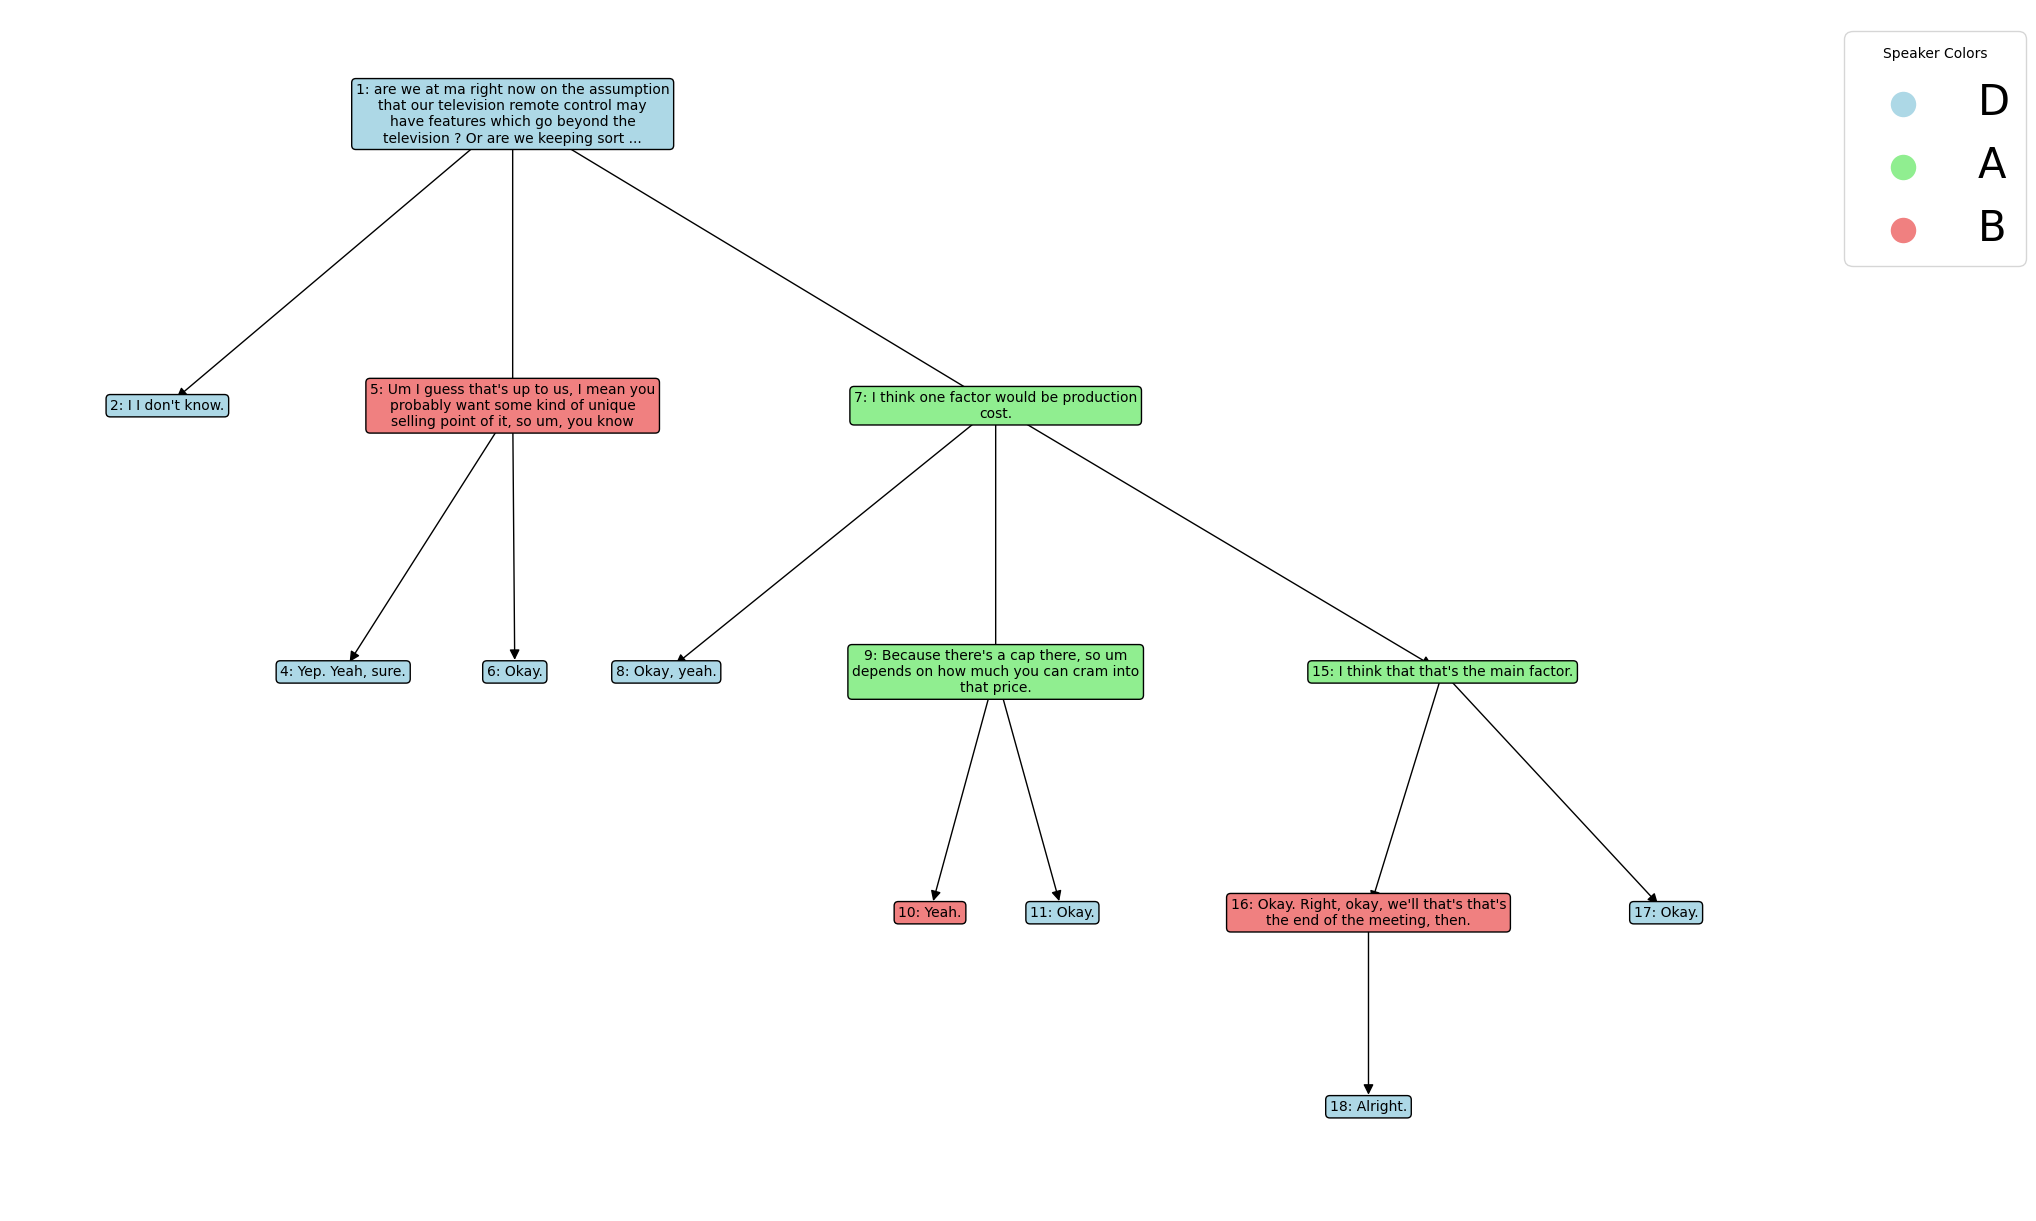 1: are we at ma right now on the assumption
that our television remote control may
have features which go beyond the
television ? Or are we keeping sort ...
Speaker Colors
D
A
B
2: I I don't know.
5: Um I guess that's up to us, I mean you
probably want some kind of unique
selling point of it, so um, you know
7: I think one factor would be production
cost.
4: Yep. Yeah, sure.
6: Okay.
8: Okay, yeah.
9: Because there's a cap there, so um
depends on how much you can cram into
that price.
15: I think that that's the main factor.
10: Yeah.
11: Okay.
16: Okay. Right, okay, we'll that's that's
the end of the meeting, then.
17: Okay.
18: Alright.